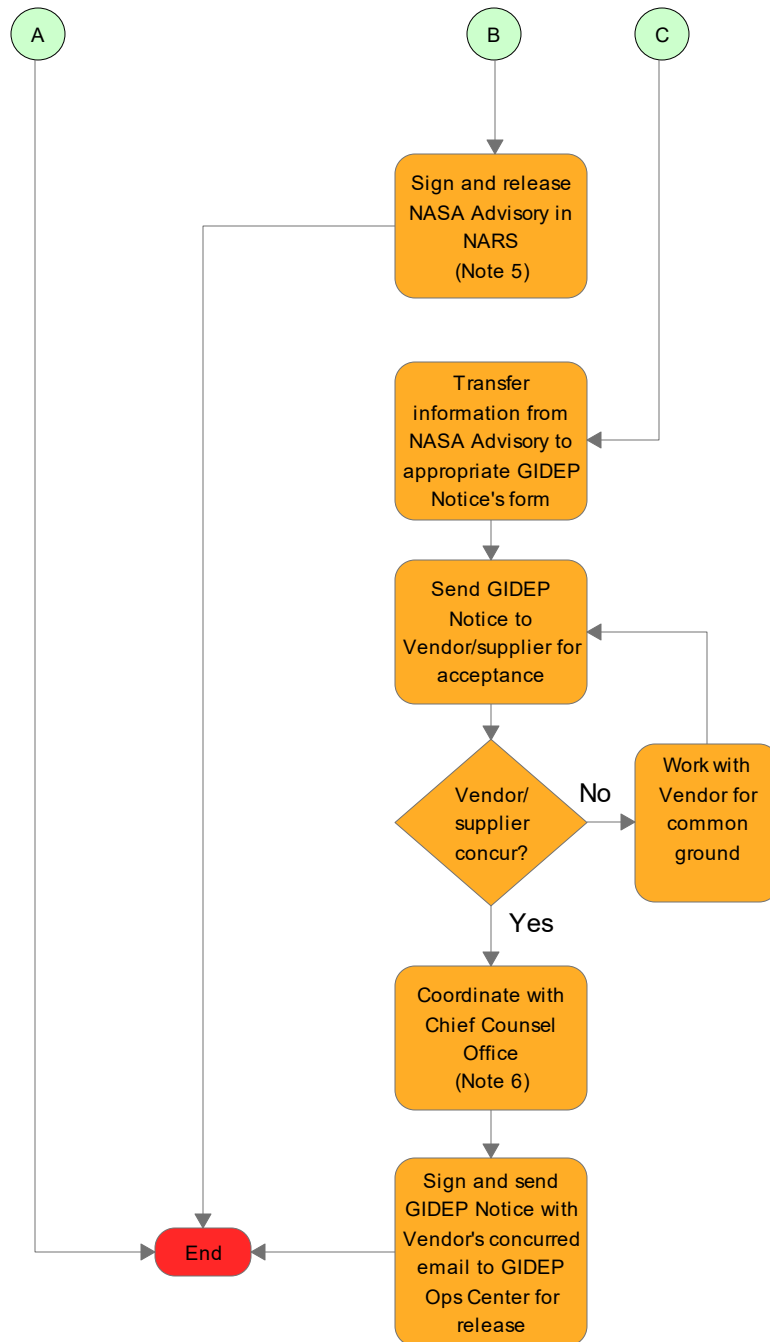 A
B
C
Sign and release
NASA Advisory in
NARS
(Note 5)
Transfer
information from
NASA Advisory to
appropriate GIDEP
Notice's form
Send GIDEP
Notice to
Vendor/supplier for
acceptance
Vendor/
supplier
concur?
No
Work with
Vendor for
common
ground
Yes
Coordinate with
Chief Counsel
Office
(Note 6)
Sign and send
GIDEP Notice with
Vendor's concurred
email to GIDEP
Ops Center for
release
End